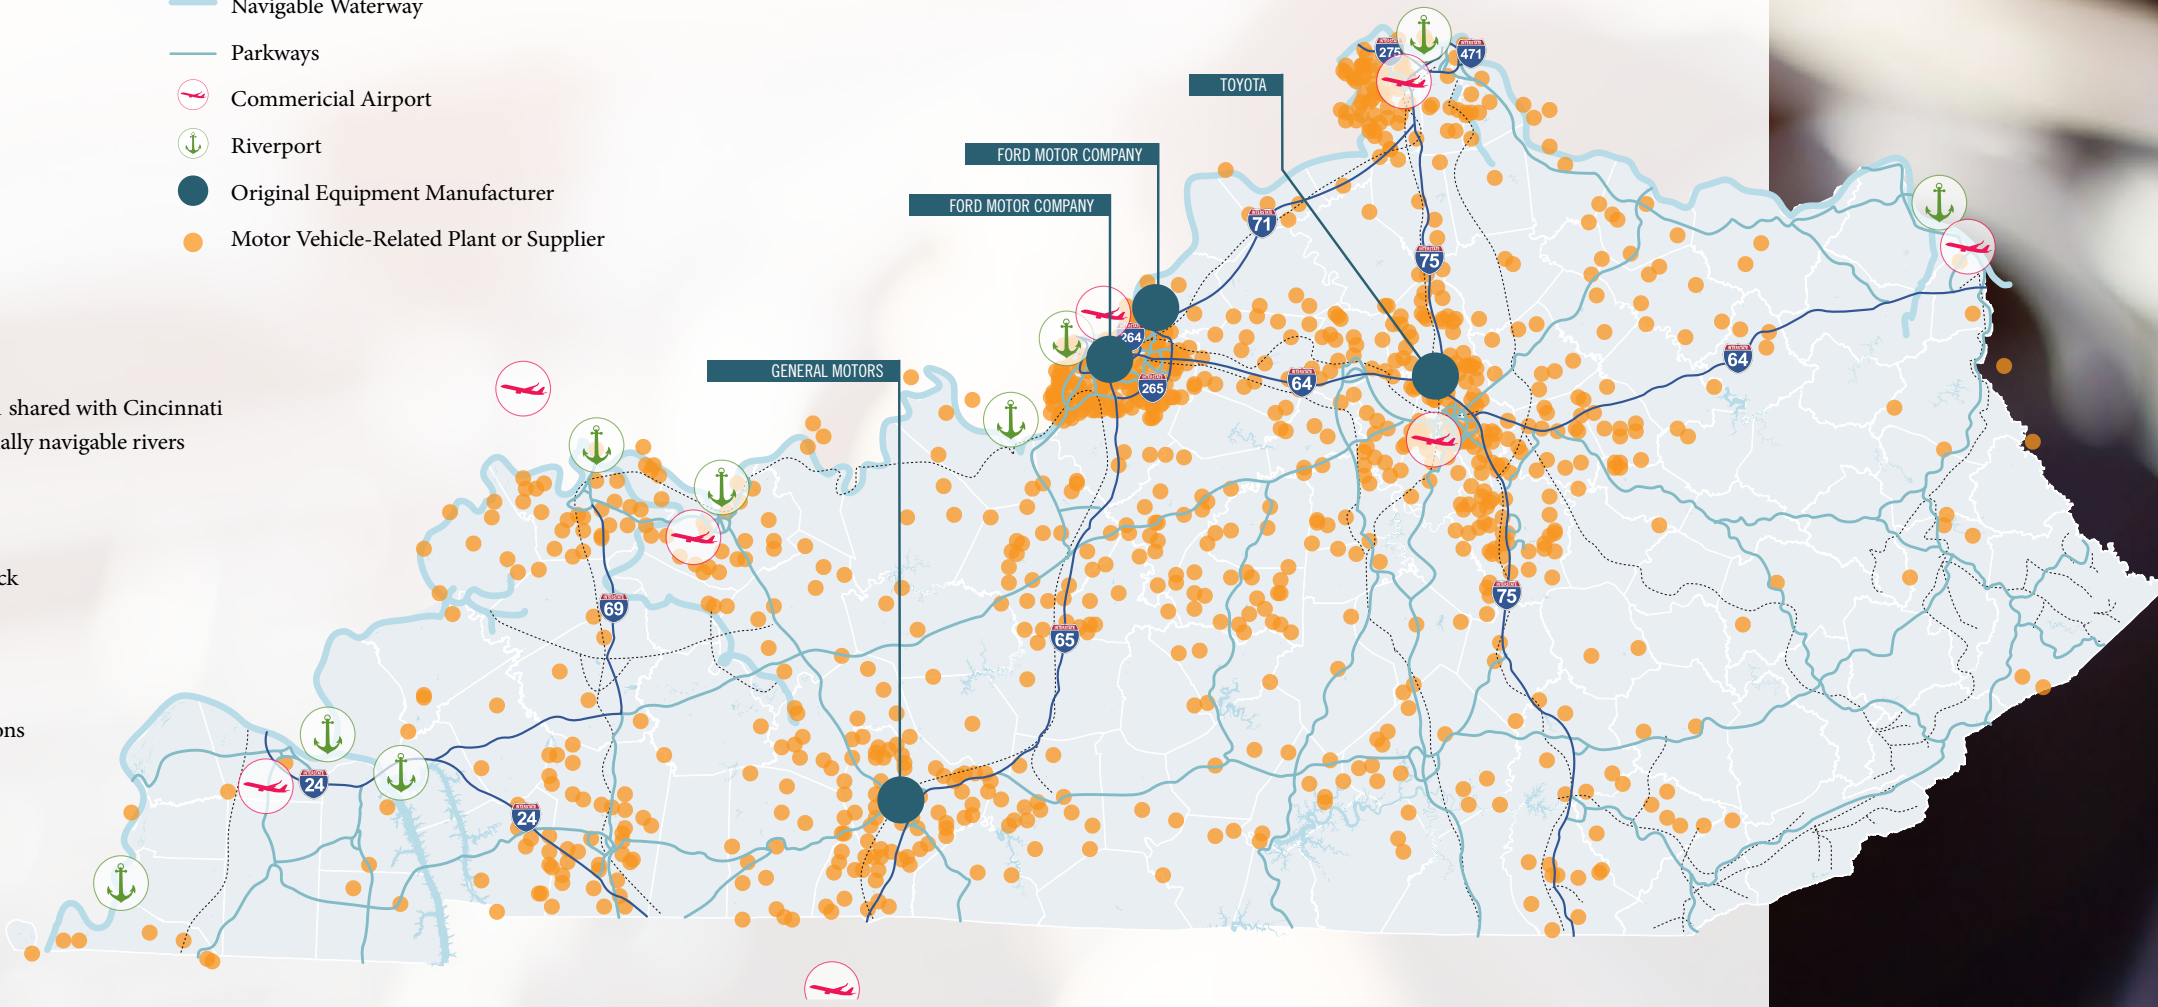 Navigable Waterway
Parkways
Commericial Airport
Riverport
Original Equipment Manufacturer
Motor Vehicle-Related Plant or Supplier
shared with Cincinnati
ally navigable rivers
ck
ons
TOYOTA
FORD MOTOR COMPANY
FORD MOTOR COMPANY
GENERAL MOTORS
275
471
71
75
264
265
64
64
69
65
75
24
24